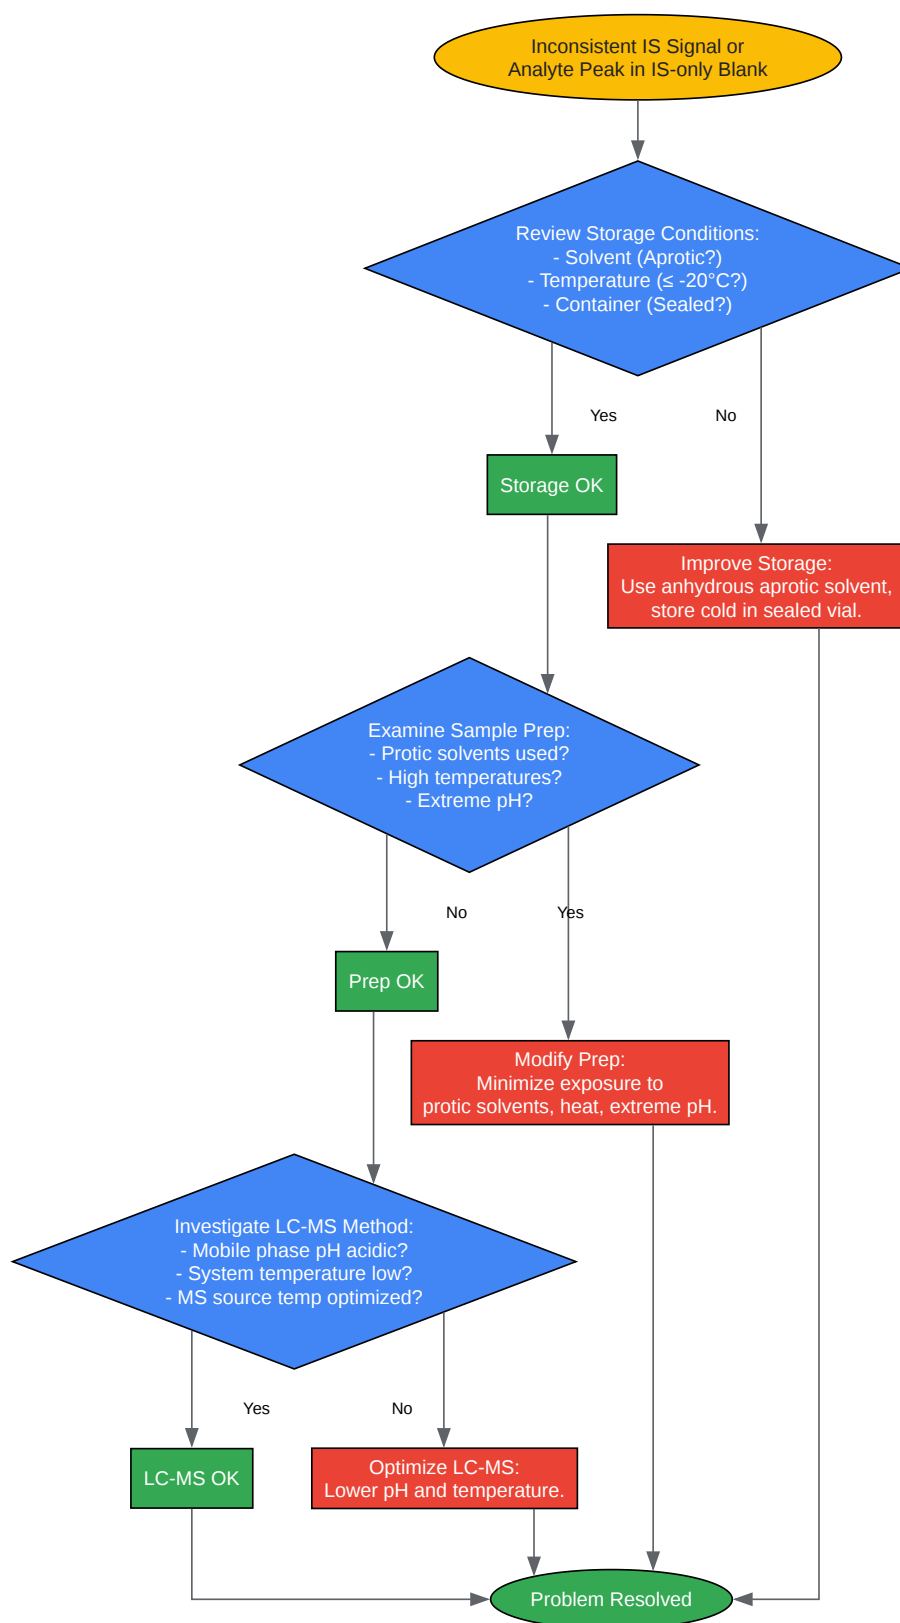 Inconsistent IS Signal or
Analyte Peak in IS-only Blank
Review Storage Conditions:
- Solvent (Aprotic?)
- Temperature (≤ -20°C?)
- Container (Sealed?)
Yes
No
Storage OK
Improve Storage:
Use anhydrous aprotic solvent,
store cold in sealed vial.
Examine Sample Prep:
- Protic solvents used?
- High temperatures?
- Extreme pH?
No
Yes
Prep OK
Modify Prep:
Minimize exposure to
protic solvents, heat, extreme pH.
Investigate LC-MS Method:
- Mobile phase pH acidic?
- System temperature low?
- MS source temp optimized?
Yes
No
LC-MS OK
Optimize LC-MS:
Lower pH and temperature.
Problem Resolved